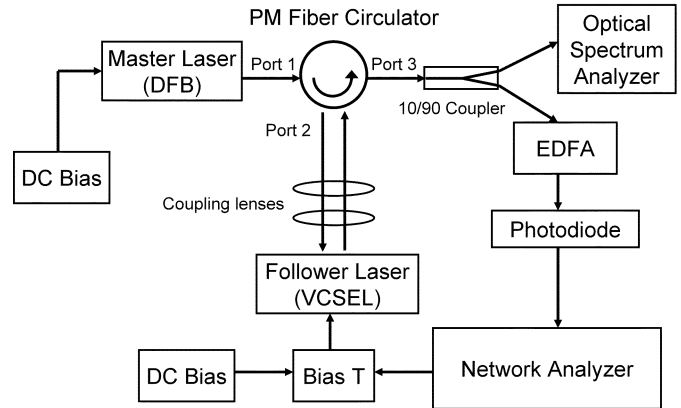 PM Fiber Circulator
Optical
Spectrum
Analyzer
Master Laser
(DFB)
Port 1
Port 3
10/90 Coupler
Port 2
EDFA
DC Bias
Coupling lenses
Photodiode
Follower Laser
(VCSEL)
DC Bias
Bias T
Network Analyzer